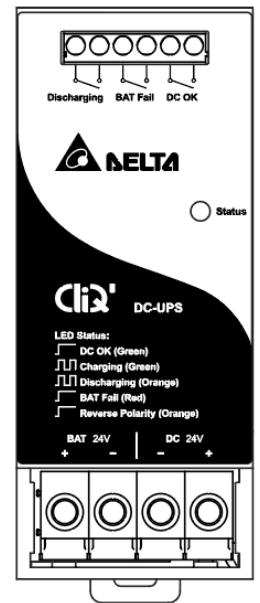 Discharging BAT Fail DC OK
DELTA
Status
CliQ' DC-UPS
LED Status:
DC OK (Green)
Charging (Green)
Discharging (Orange)
BAT Fail (Red)
Reverse Polarity (Orange)
BAT 24V DC 24V
+ - - +